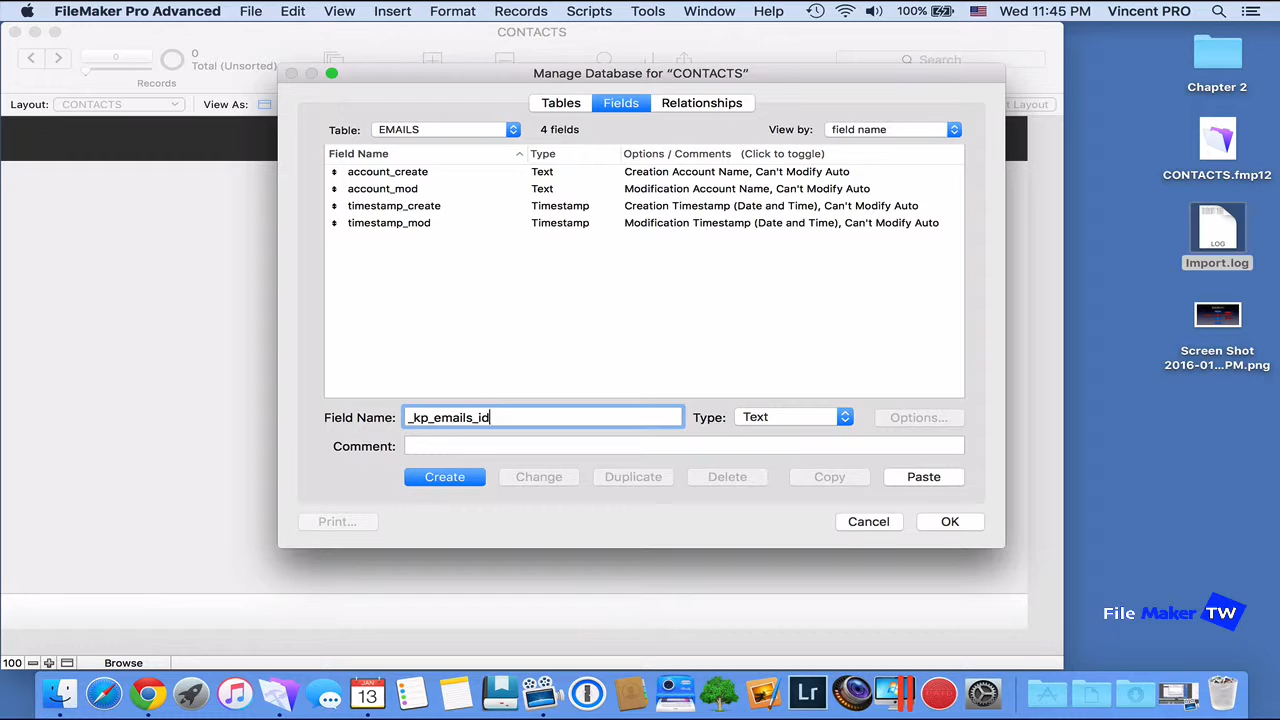 FileMaker Pro Advanced File Edit View Insert Format Records Scripts Tools Window Help 100% Wed 11:45 PM Vincent PRO
CONTACTS
0
0
Total (Unsorted)
Records
Search
Layout: CONTACTS View As: t Layout
Manage Database for “CONTACTS”
Tables Fields Relationships
Table: EMAILS 4 fields View by: field name
Field Name Type Options / Comments (Click to toggle)
account_create Text Creation Account Name, Can't Modify Auto
account_mod Text Modification Account Name, Can't Modify Auto
timestamp_create Timestamp Creation Timestamp (Date and Time), Can't Modify Auto
timestamp_mod Timestamp Modification Timestamp (Date and Time), Can't Modify Auto
Field Name: _kp_emails_id Type: Text Options...
Comment:
Create Change Duplicate Delete Copy Paste
Print... Cancel OK
Chapter 2
CONTACTS.fmp12
LOG
Import.log
Screen Shot
2016-01...PM.png
File Maker TW
100 Browse
JAN
13
Lr